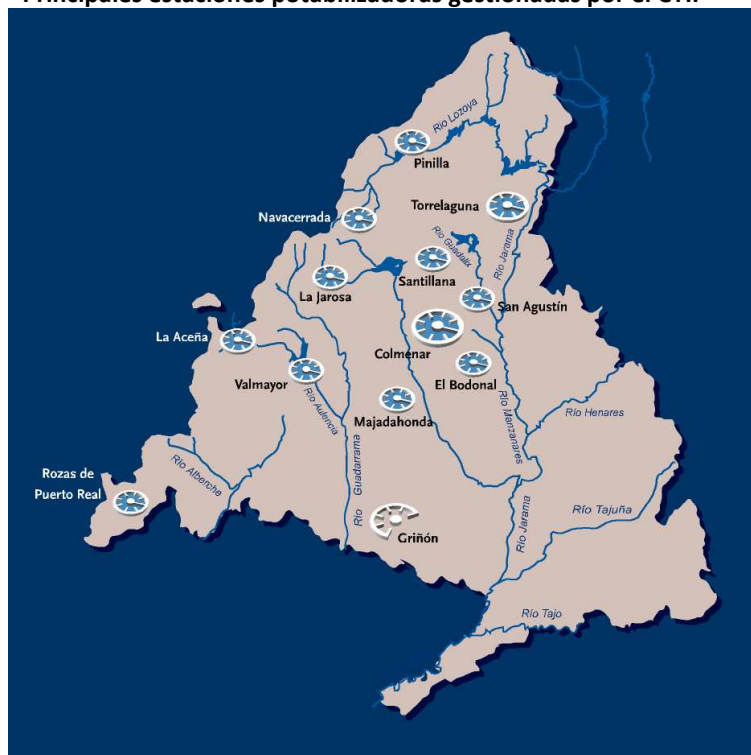 Principales estaciones potabilizadoras gestionadas por el CYII
Río Lozoya
Pinilla
Torrelaguna
Navacerrada
Río Guadalix
Río Jarama
Santillana
La Jarosa
San Agustín
La Aceña
Colmenar
Valmayor
El Bodonal
Río Aulencia
Majadahonda
Río Manzanares
Río Henares
Río Guadarrama
Rozas de
Puerto Real
Río Alberche
Griñón
Río Jarama
Río Tajuña
Río Tajo